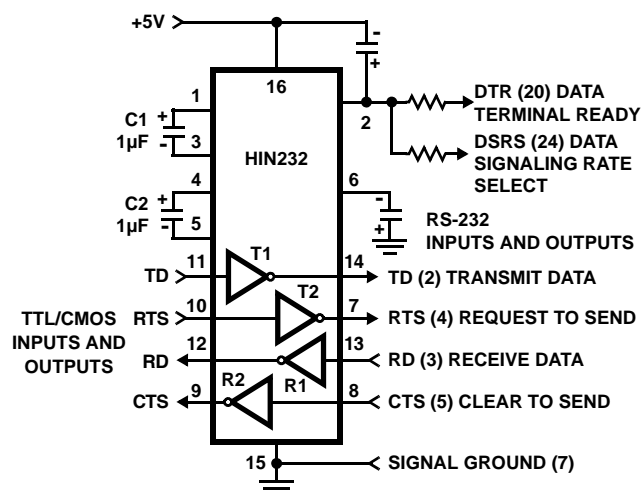 +5V
-
+
16
1
C1
+
1µF
-
3
HIN232
2
DTR (20) DATA
TERMINAL READY
DSRS (24) DATA
SIGNALING RATE
SELECT
4
C2
+
1µF
-
5
6
-
+
RS-232
INPUTS AND OUTPUTS
TD
11
T1
14
TD (2) TRANSMIT DATA
TTL/CMOS
INPUTS AND
OUTPUTS
RTS
10
T2
7
RTS (4) REQUEST TO SEND
RD
12
R1
13
RD (3) RECEIVE DATA
CTS
9
R2
8
CTS (5) CLEAR TO SEND
15
SIGNAL GROUND (7)